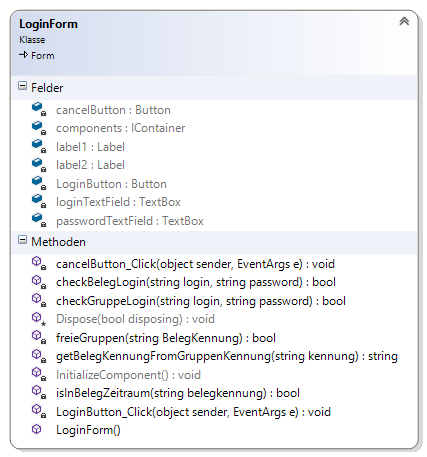 LoginForm
Klasse
Form
Felder
cancelButton : Button
components : IContainer
label1 : Label
label2 : Label
LoginButton : Button
loginTextField : TextBox
passwordTextField : TextBox
Methoden
cancelButton_Click(object sender, EventArgs e) : void
checkBelegLogin(string login, string password) : bool
checkGruppeLogin(string login, string password) : bool
Dispose(bool disposing) : void
freieGruppen(string BelegKennung) : bool
getBelegKennungFromGruppenKennung(string kennung) : string
InitializeComponent() : void
isInBelegZeitraum(string belegkennung) : bool
LoginButton_Click(object sender, EventArgs e) : void
LoginForm()